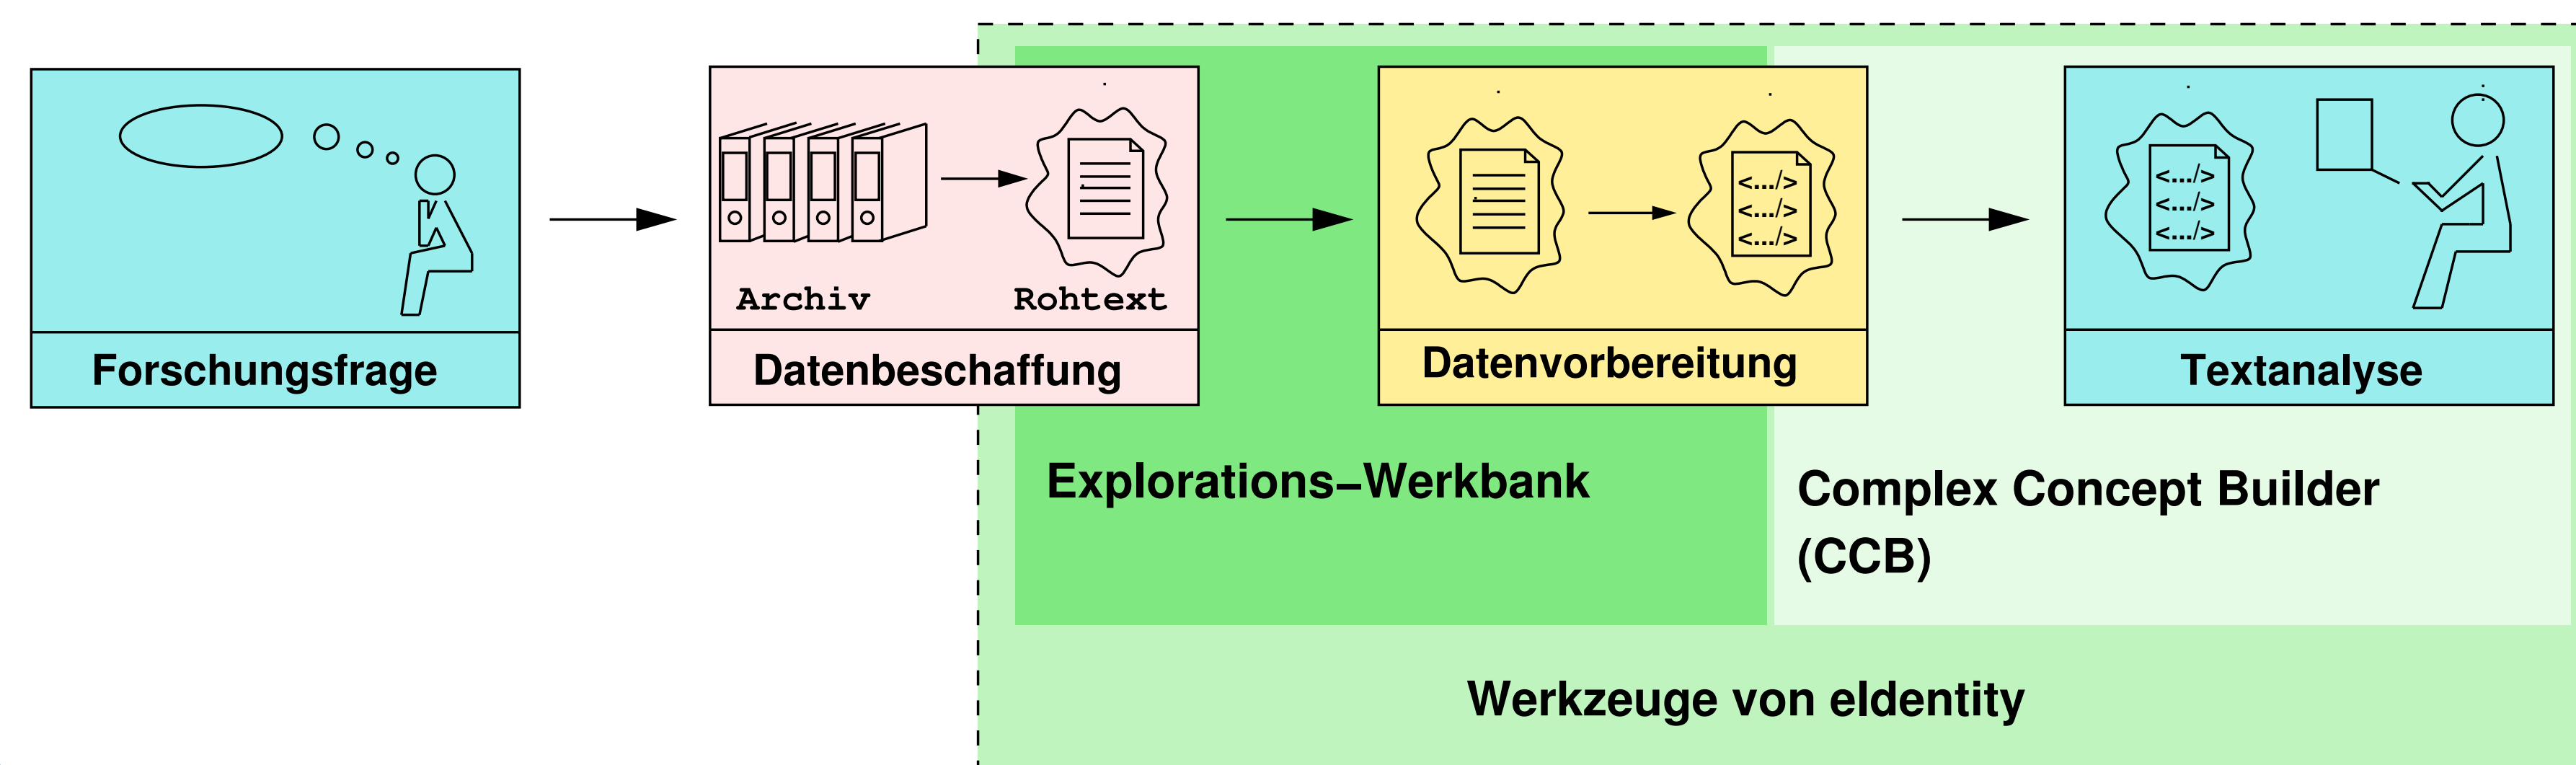 Forschungsfrage
Archiv
Rohtext
Datenbeschaffung
<.../>
<.../>
<.../>
Datenvorbereitung
<.../>
<.../>
<.../>
Textanalyse
Explorations–Werkbank
Complex Concept Builder
(CCB)
Werkzeuge von eIdentity